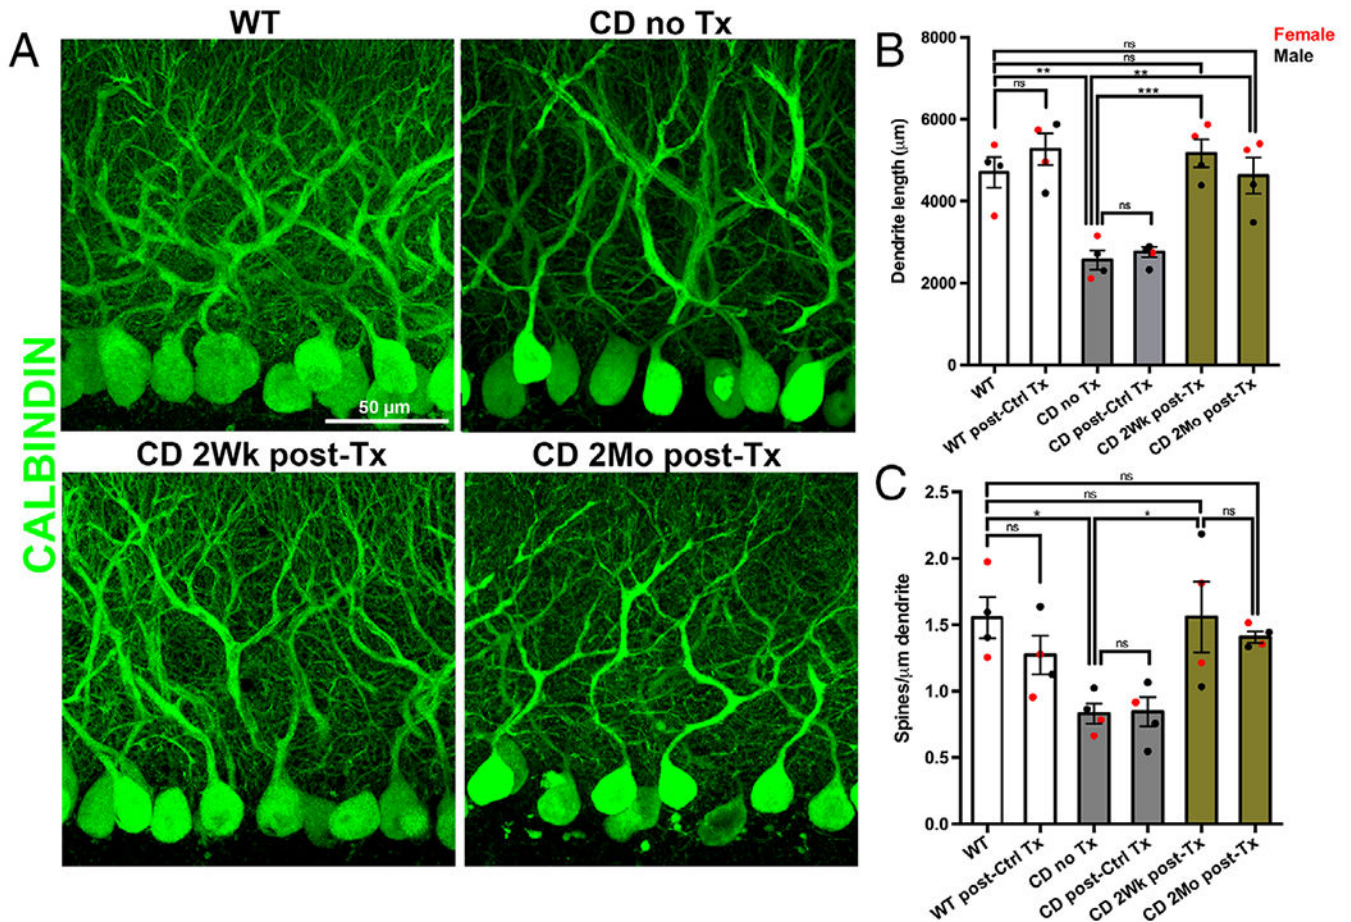 A
WT
CD no Tx
CALBINDIN
50 µm
CD 2Wk post-Tx
CD 2Mo post-Tx
B
Female
Male
Dendrite length (µm)
8000
6000
4000
2000
0
ns
ns
**
**
ns
***
ns
WT
WT post-Ctrl Tx
CD no Tx
CD post-Ctrl Tx
CD 2Wk post-Tx
CD 2Mo post-Tx
C
Spines/µm dendrite
2.5
2.0
1.5
1.0
0.5
0.0
ns
ns
*
*
ns
ns
ns
WT
WT post-Ctrl Tx
CD no Tx
CD post-Ctrl Tx
CD 2Wk post-Tx
CD 2Mo post-Tx